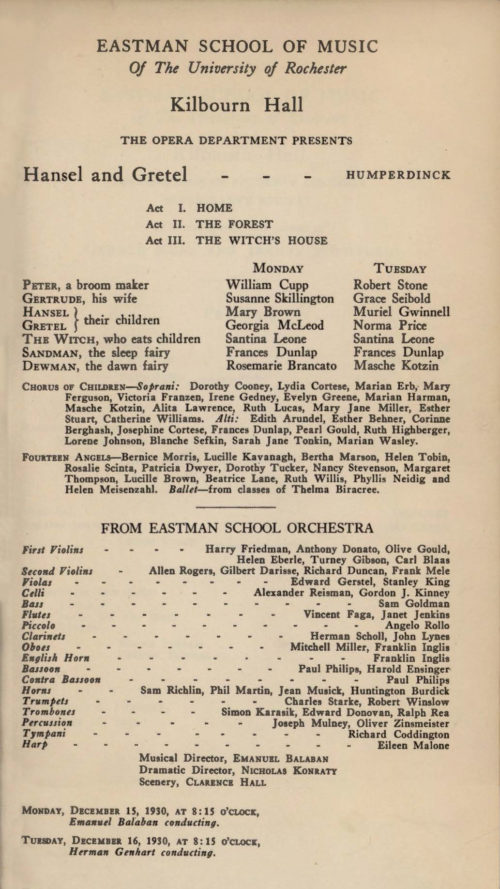 EASTMAN SCHOOL OF MUSIC
Of The University of Rochester
Kilbourn Hall
THE OPERA DEPARTMENT PRESENTS
Hansel and Gretel - - - HUMPERDINCK
Act I. HOME
Act II. THE FOREST
Act III. THE WITCH'S HOUSE
MONDAY TUESDAY
PETER, a broom maker William Cupp Robert Stone
GERTRUDE, his wife Susanne Skillington Grace Seibold
HANSEL } their children Mary Brown Muriel Gwinnell
GRETEL Georgia McLeod Norma Price
THE WITCH, who eats children Santina Leone Santina Leone
SANDMAN, the sleep fairy Frances Dunlap Frances Dunlap
DEWMAN, the dawn fairy Rosemarie Brancato Masche Kotzin
CHORUS OF CHILDREN—Soprani: Dorothy Cooney, Lydia Cortese, Marian Erb, Mary
Ferguson, Victoria Franzen, Irene Gedney, Evelyn Greene, Marian Harman,
Masche Kotzin, Alita Lawrence, Ruth Lucas, Mary Jane Miller, Esther
Stuart, Catherine Williams. Alti: Edith Arundel, Esther Behner, Corinne
Berghash, Josephine Cortese, Frances Dunlap, Pearl Gould, Ruth Highberger,
Lorene Johnson, Blanche Sefkin, Sarah Jane Tonkin, Marian Wasley.
FOURTEEN ANGELS—Bernice Morris, Lucille Kavanagh, Bertha Marson, Helen Tobin,
Rosalie Scinta, Patricia Dwyer, Dorothy Tucker, Nancy Stevenson, Margaret
Thompson, Lucille Brown, Beatrice Lane, Ruth Willis, Phyllis Neidig and
Helen Meisenzahl. Ballet—from classes of Thelma Biracree.
FROM EASTMAN SCHOOL ORCHESTRA
First Violins - - - - Harry Friedman, Anthony Donato, Olive Gould,
Helen Eberle, Turney Gibson, Carl Blaas
Second Violins - Allen Rogers, Gilbert Darisse, Richard Duncan, Frank Mele
Violas - - - - - - - - Edward Gerstel, Stanley King
Celli - - - - - - - Alexander Reisman, Gordon J. Kinney
Bass - - - - - - - - - - Sam Goldman
Flutes - - - - - - - - Vincent Faga, Janet Jenkins
Piccolo - - - - - - - - - - Angelo Rollo
Clarinets - - - - - - - - Herman Scholl, John Lynes
Oboes - - - - - - - - Mitchell Miller, Franklin Inglis
English Horn - - - - - - - - - Franklin Inglis
Bassoon - - - - - - - - Paul Philips, Harold Ensinger
Contra Bassoon - - - - - - - - - Paul Philips
Horns - - - Sam Richlin, Phil Martin, Jean Musick, Huntington Burdick
Trumpets - - - - - - - Charles Starke, Robert Winslow
Trombones - - - - - Simon Karasik, Edward Donovan, Ralph Rea
Percussion - - - - - - - Joseph Mulney, Oliver Zinsmeister
Tympani - - - - - - - - - Richard Coddington
Harp - - - - - - - - - - Eileen Malone
Musical Director, EMANUEL BALABAN
Dramatic Director, NICHOLAS KONRATY
Scenery, CLARENCE HALL
MONDAY, DECEMBER 15, 1930, AT 8:15 O'CLOCK,
Emanuel Balaban conducting.
TUESDAY, DECEMBER 16, 1930, AT 8:15 O'CLOCK,
Herman Genhart conducting.